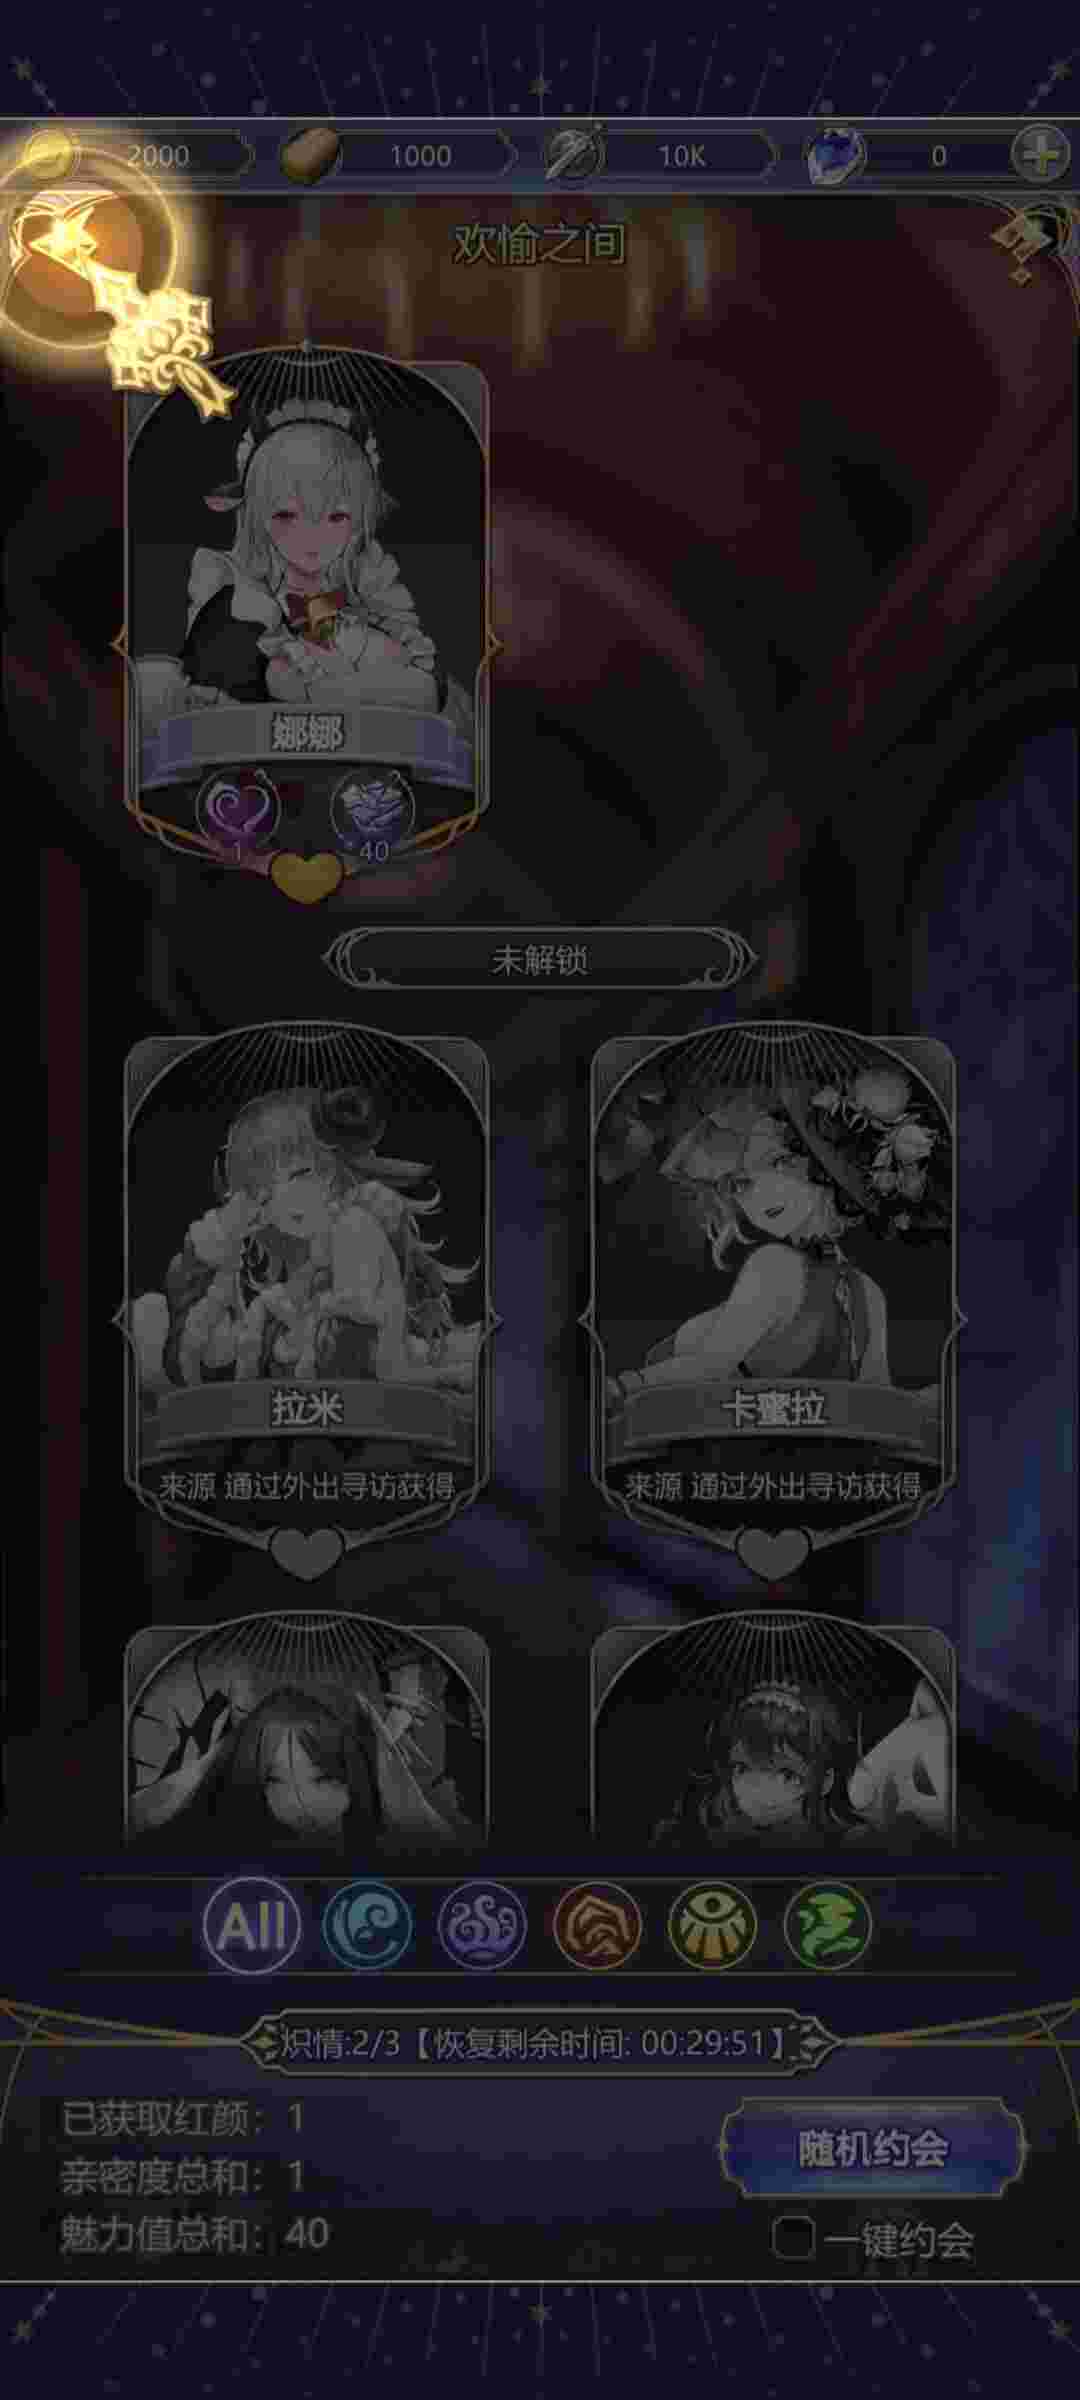 2000
1000
10K
0
欢愉之间
娜娜
1
40
未解锁
拉米
卡蜜拉
来源 通过外出寻访获得
来源 通过外出寻访获得
All
炽情:2/3【恢复剩余时间: 00:29:51】
已获取红颜：1
亲密度总和：1
魅力值总和：40
随机约会
一键约会